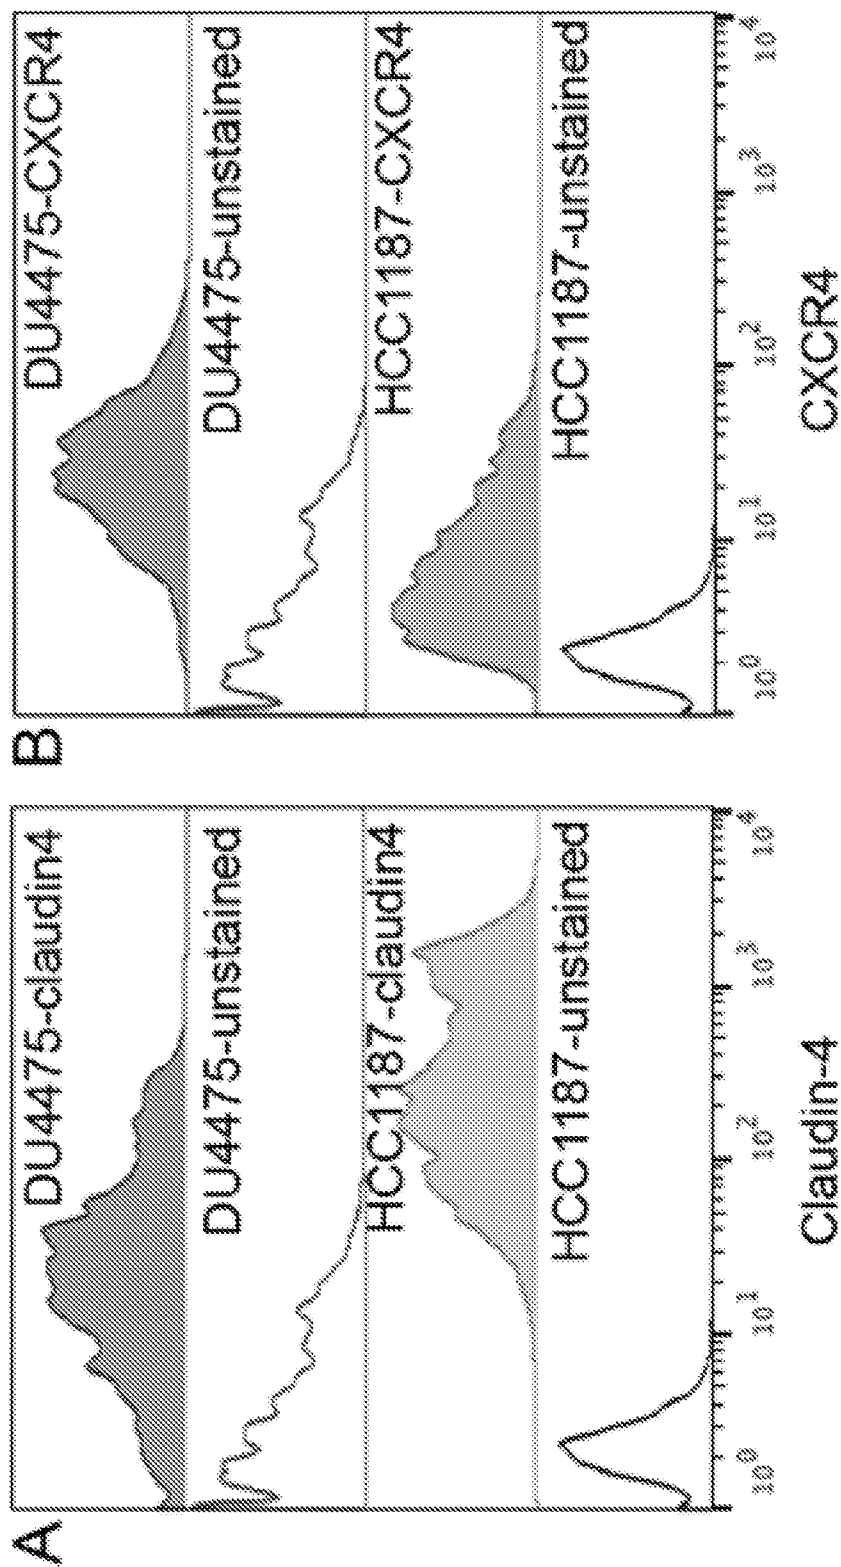 A
DU4475-claudin4
DU4475-unstained
HCC1187-claudin4
HCC1187-unstained
10⁰ 10¹ 10² 10³ 10⁴
Claudin-4
B
DU4475-CXCR4
DU4475-unstained
HCC1187-CXCR4
HCC1187-unstained
10⁰ 10¹ 10² 10³ 10⁴
CXCR4